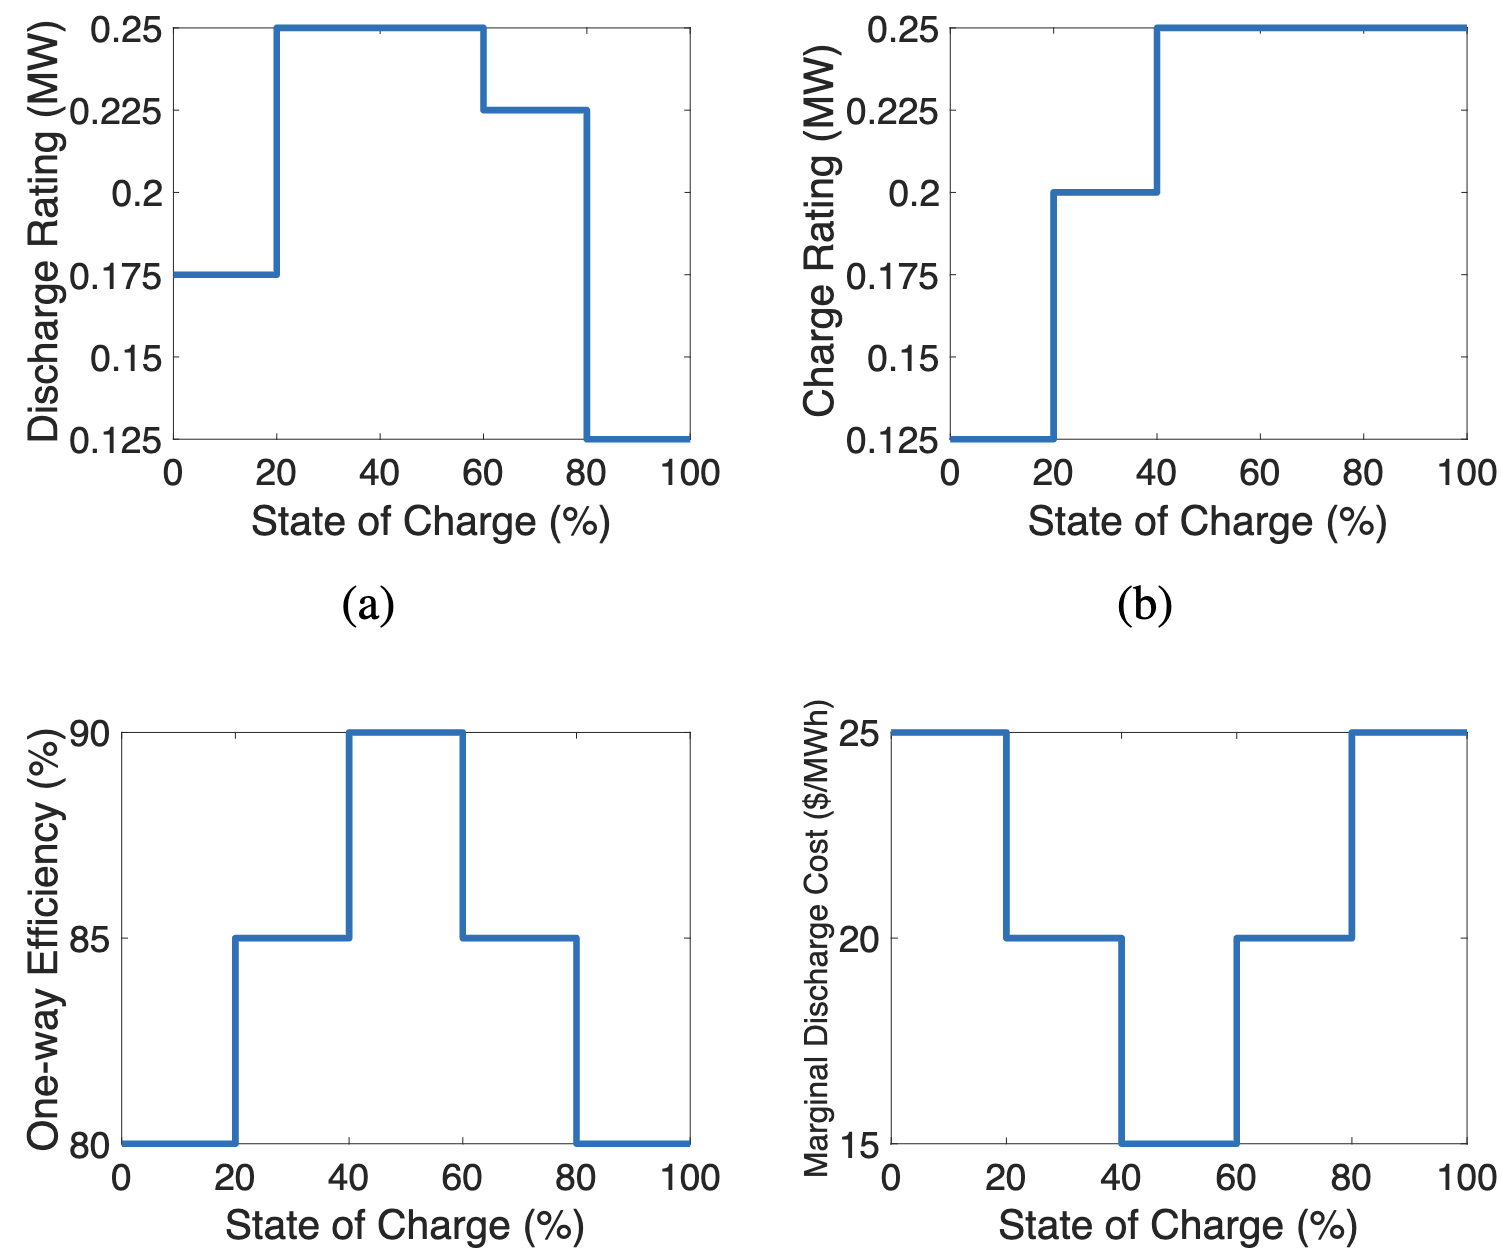 Discharge Rating (MW)
0.25
0.225
0.2
0.175
0.15
0.125
0 20 40 60 80 100
State of Charge (%)
(a)
Charge Rating (MW)
0.25
0.225
0.2
0.175
0.15
0.125
0 20 40 60 80 100
State of Charge (%)
(b)
One-way Efficiency (%)
90
85
80
0 20 40 60 80 100
State of Charge (%)
Marginal Discharge Cost ($/MWh)
25
20
15
0 20 40 60 80 100
State of Charge (%)